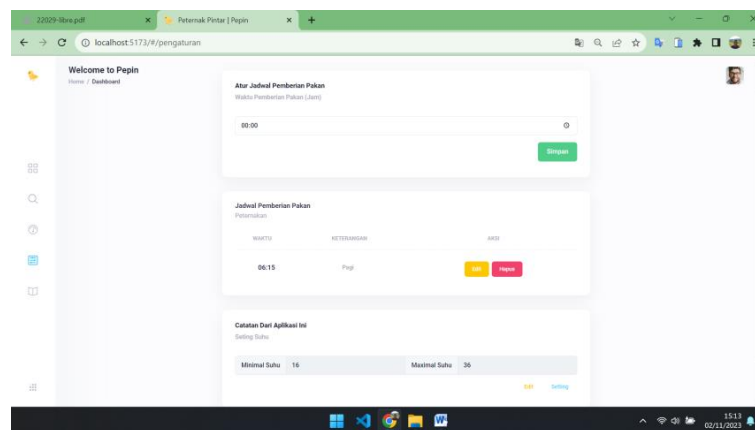 22029-libre.pdf
Peternak Pintar | Pepin
localhost:5173/#/pengaturan
Welcome to Pepin
Home / Dashboard
Atur Jadwal Pemberian Pakan
Waktu Pemberian Pakan (Jam)
00:00
Simpan
Jadwal Pemberian Pakan
Peternakan
WAKTU KETERANGAN AKSI
06:15 Pagi Edit Hapus
Catatan Dari Aplikasi Ini
Seting Suhu
Minimal Suhu 16 Maximal Suhu 36
Edit Setting
15:13
02/11/2023